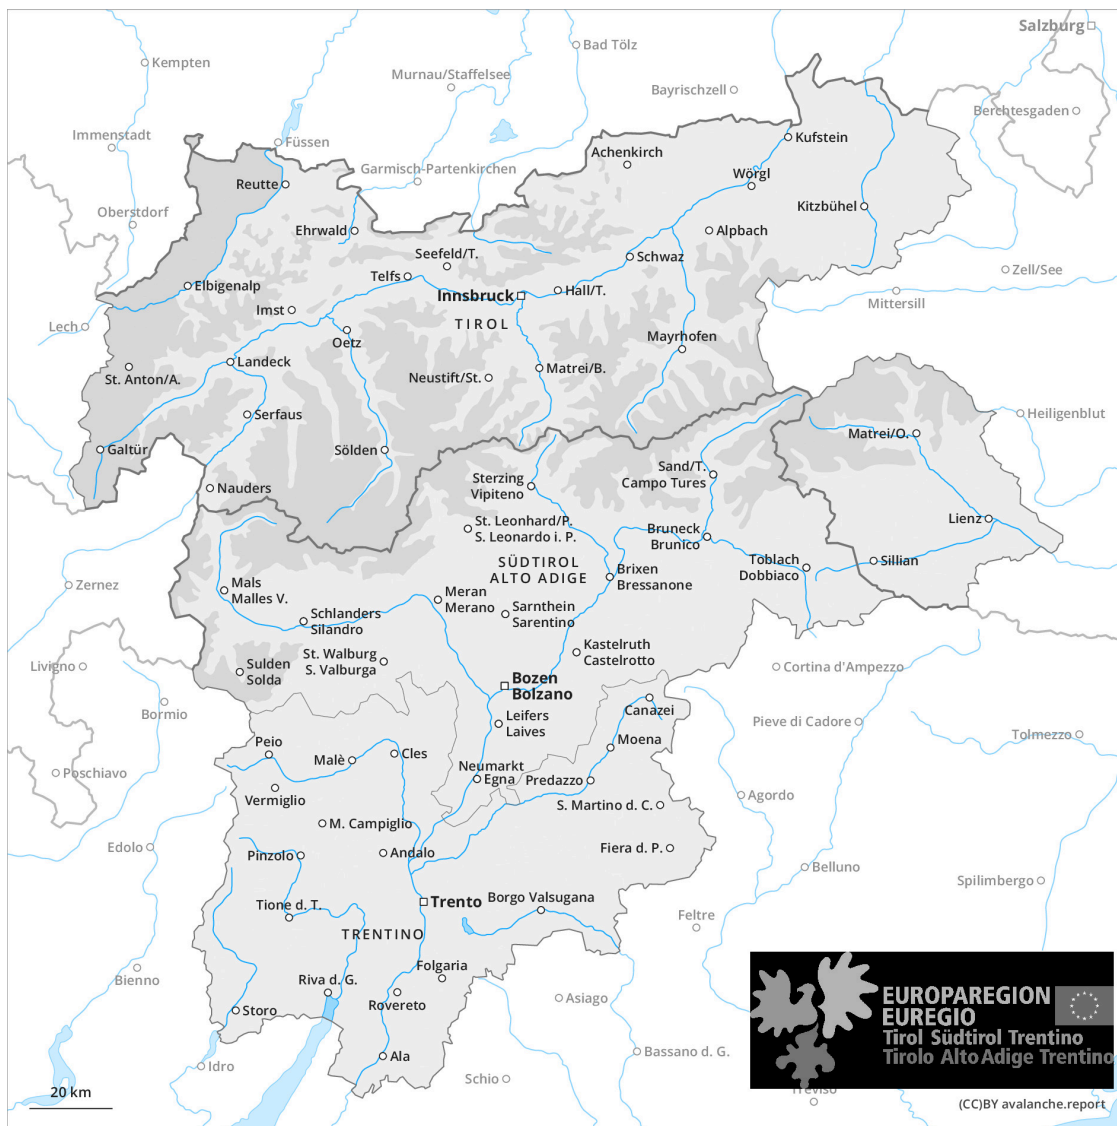 Salzburg
Bad Tölz
Kempten
Murnau/Staffelsee
Bayrischzell
Berchtesgaden
Immenstadt
Füssen
Kufstein
Achenkirch
Garmisch-Partenkirchen
Wörgl
Reutte
Kitzbühel
Oberstdorf
Ehrwald
Alpbach
Seefeld/T.
Schwaz
Zell/See
Telfs
Elbigenalp
Hall/T.
Innsbruck
Mittersill
Imst
Lech
TIROL
Oetz
Mayrhofen
Landeck
Matrei/B.
St. Anton/A.
Neustift/St.
Serfaus
Heiligenblut
Matrei/O.
Galtür
Sölden
Sand/T.
Campo Tures
Sterzing
Vipiteno
Nauders
Lienz
St. Leonhard/P.
S. Leonardo i. P.
Bruneck
Brunico
SÜDTIROL
ALTO ADIGE
Toblach
Dobbiaco
Sillian
Brixen
Bressanone
Zernez
Mals
Malles V.
Meran
Merano
Sarnthein
Sarentino
Schlanders
Silandro
Kastelruth
Castelrotto
St. Walburg
S. Valburga
Livigno
Sulden
Solda
Cortina d'Ampezzo
Bozen
Bolzano
Canazei
Bormio
Leifers
Laives
Pieve di Cadore
Tolmezzo
Peio
Malè
Cles
Moena
Poschiavo
Neumarkt
Egna
Predazzo
Vermiglio
Agordo
S. Martino d. C.
M. Campiglio
Edolo
Pinzolo
Andalo
Fiera d. P.
Belluno
Spilimbergo
Tione d. T.
Trento
Borgo Valsugana
Feltre
TRENTINO
Bienno
Folgaria
Riva d. G.
Rovereto
Asiago
Storo
EUROPAREGION
EUREGIO
Tirol Südtirol Trentino
Tirolo Alto Adige Trentino
Ala
Idro
Bassano d. G.
Schio
Treviso
20 km
(CC)BY avalanche.report